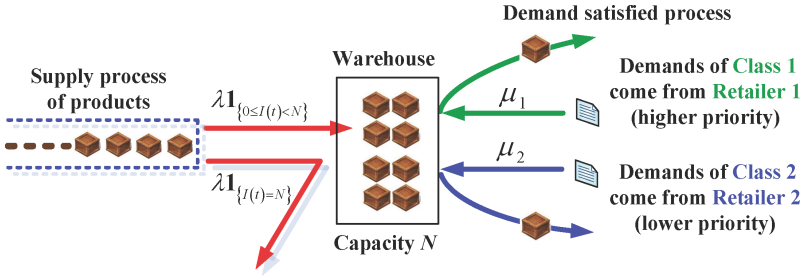 Demand satisfied process
Supply process
of products
λ1{0≤I(t)<N}
λ1{I(t)=N}
Warehouse
Capacity N
μ1
μ2
Demands of Class 1
come from Retailer 1
(higher priority)
Demands of Class 2
come from Retailer 2
(lower priority)